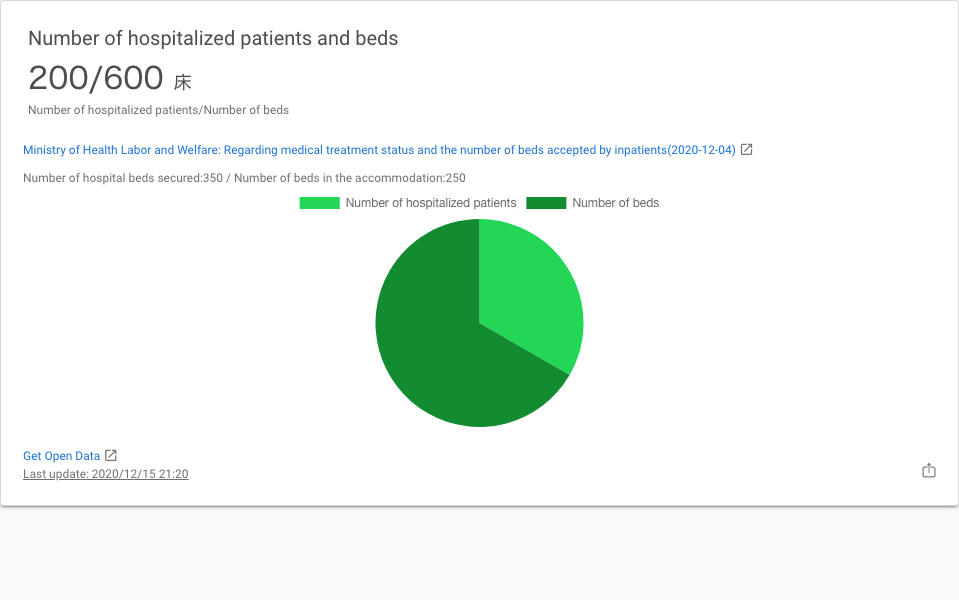 Number of hospitalized patients and beds
200/600 床
Number of hospitalized patients/Number of beds
Ministry of Health Labor and Welfare: Regarding medical treatment status and the number of beds accepted by inpatients(2020-12-04)
Number of hospital beds secured:350 / Number of beds in the accommodation:250
Number of hospitalized patients Number of beds
Get Open Data
Last update: 2020/12/15 21:20